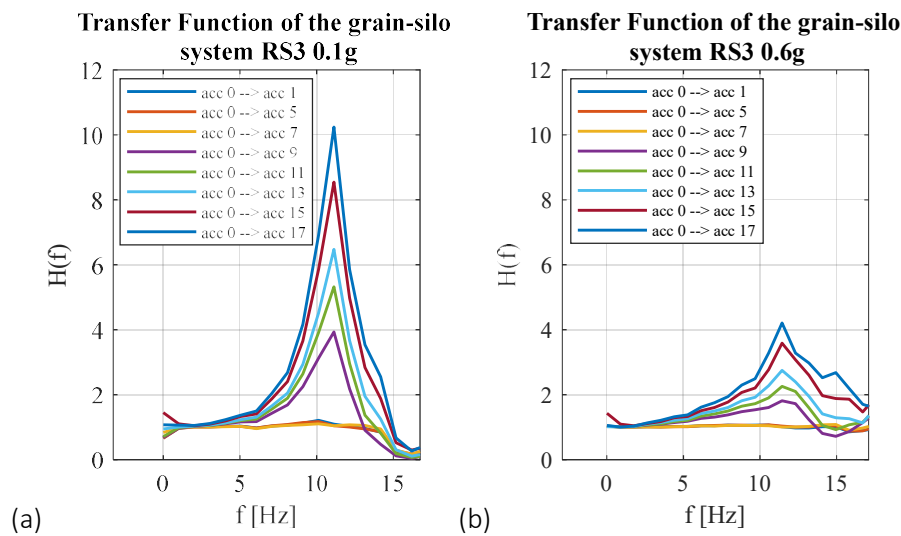 Transfer Function of the grain-silo
system RS3 0.1g
12
10
8
6
4
2
0
H(f)
acc 0 --> acc 1
acc 0 --> acc 5
acc 0 --> acc 7
acc 0 --> acc 9
acc 0 --> acc 11
acc 0 --> acc 13
acc 0 --> acc 15
acc 0 --> acc 17
0 5 10 15
f [Hz]
(a)
Transfer Function of the grain-silo
system RS3 0.6g
12
10
8
6
4
2
0
H(f)
acc 0 --> acc 1
acc 0 --> acc 5
acc 0 --> acc 7
acc 0 --> acc 9
acc 0 --> acc 11
acc 0 --> acc 13
acc 0 --> acc 15
acc 0 --> acc 17
0 5 10 15
f [Hz]
(b)